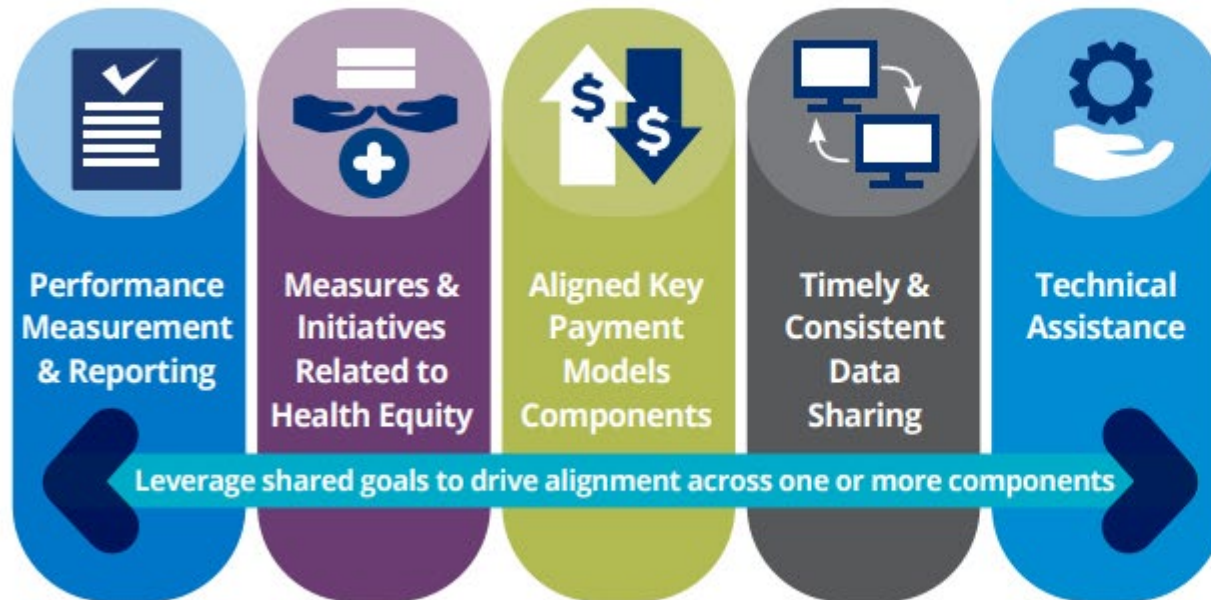 Performance
Measurement
& Reporting
Measures &
Initiatives
Related to
Health Equity
$
$
Aligned Key
Payment
Models
Components
Timely &
Consistent
Data
Sharing
Technical
Assistance
Leverage shared goals to drive alignment across one or more components